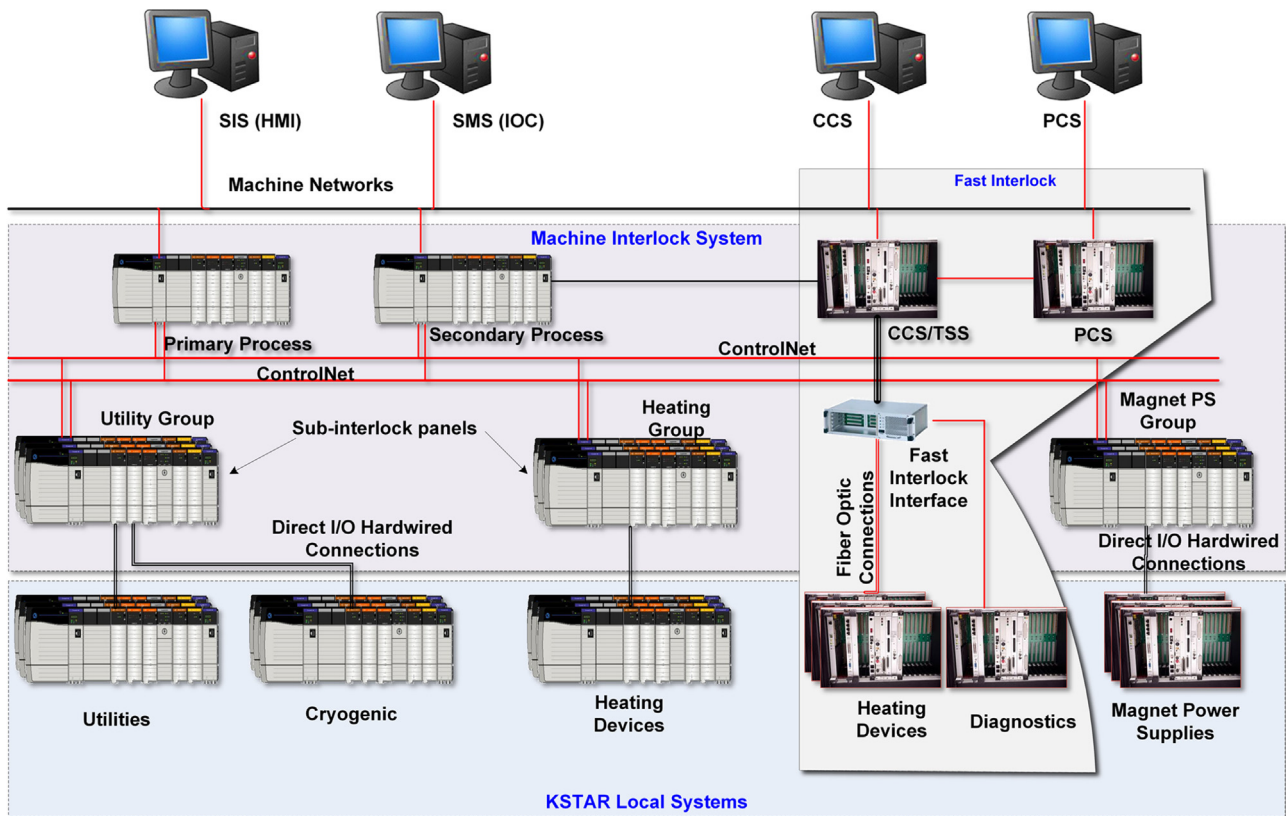 SIS (HMI)
SMS (IOC)
CCS
PCS
Machine Networks
Fast Interlock
Machine Interlock System
Primary Process
Secondary Process
CCS/TSS
PCS
ControlNet
ControlNet
Utility Group
Sub-interlock panels
Heating
Group
Magnet PS
Group
Fast
Interlock
Interface
Fiber Optic
Connections
Direct I/O Hardwired
Connections
Direct I/O Hardwired
Connections
Utilities
Cryogenic
Heating
Devices
Heating
Devices
Diagnostics
Magnet Power
Supplies
KSTAR Local Systems